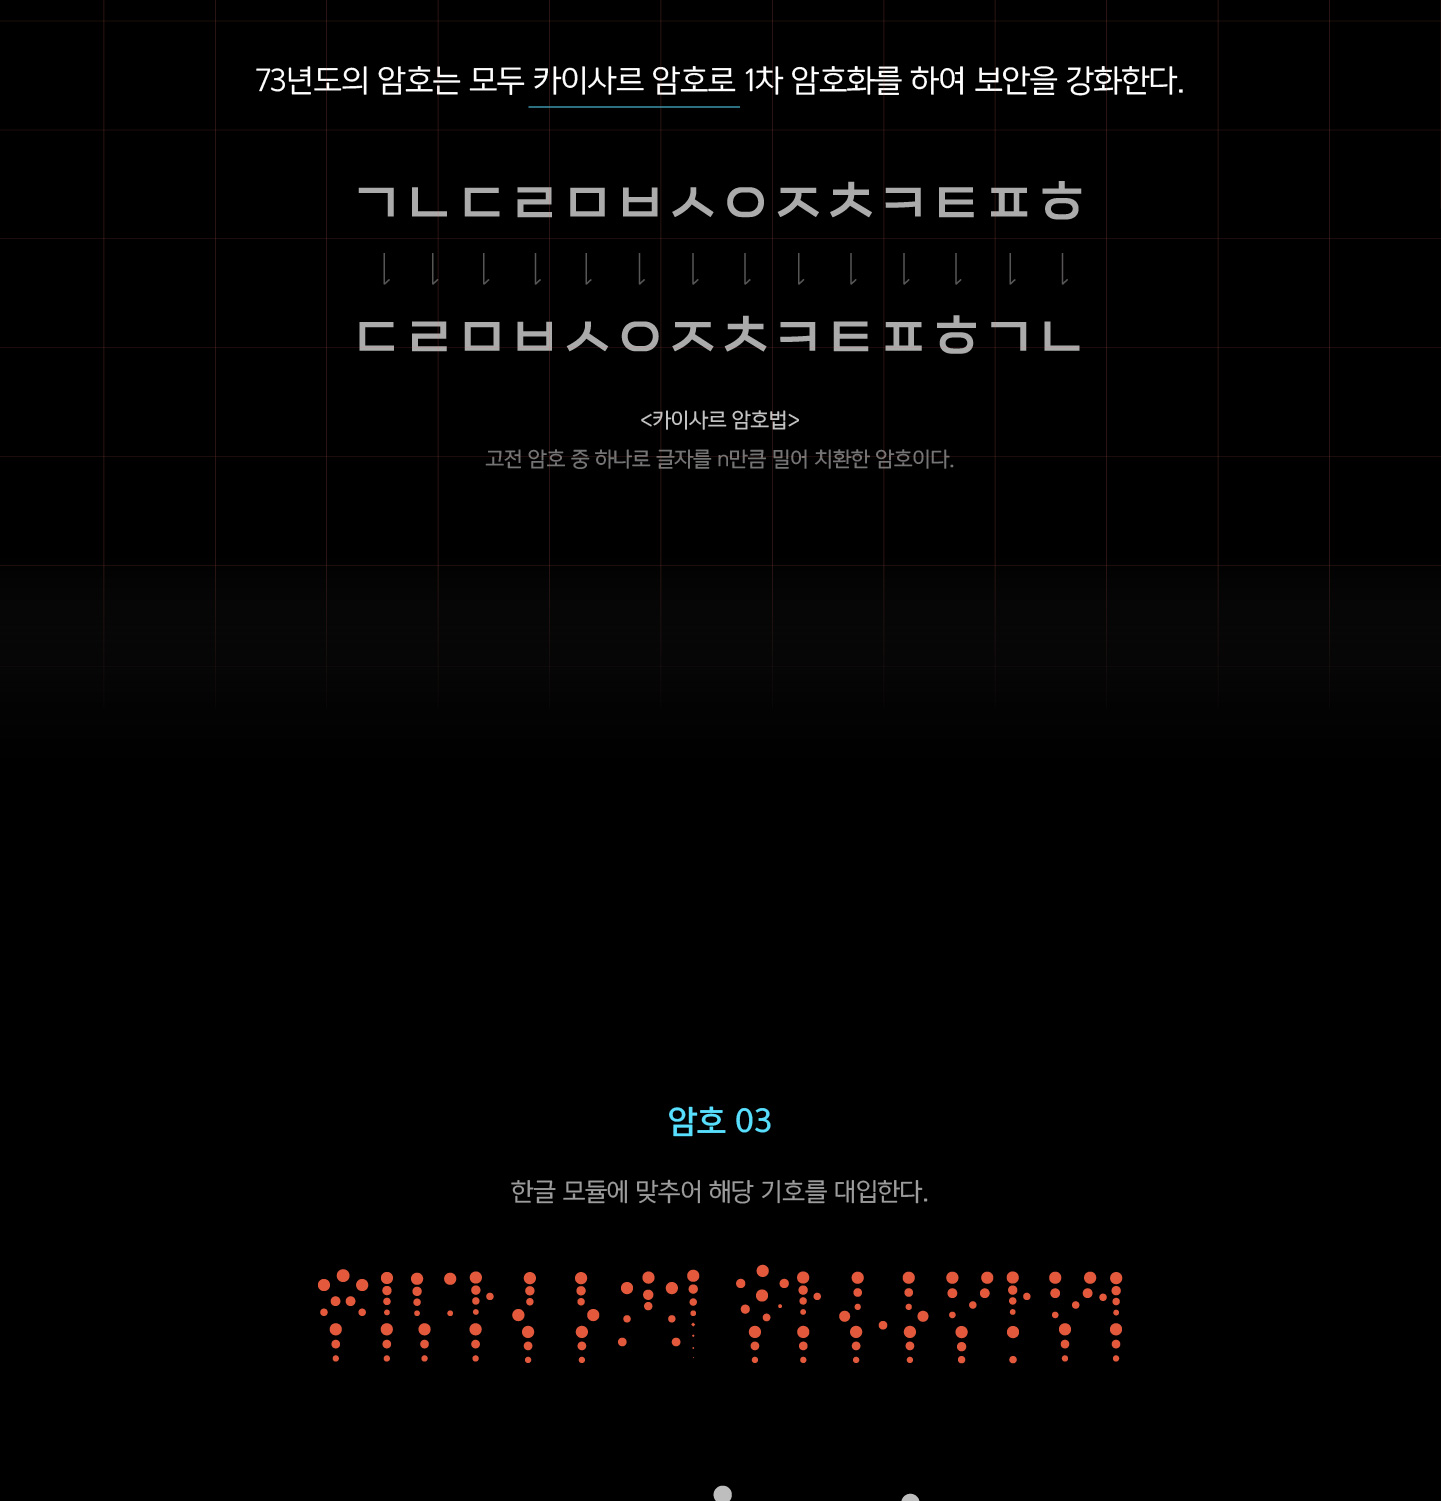 73년도의 암호는 모두 카이사르 암호로 1차 암호화를 하여 보안을 강화한다.
ㄱㄴㄷㄹㅁㅂㅅㅇㅈㅊㅋㅌㅍㅎ
ㄷㄹㅁㅂㅅㅇㅈㅊㅋㅌㅍㅎㄱㄴ
<카이사르 암호법>
고전 암호 중 하나로 글자를 n만큼 밀어 치환한 암호이다.
암호 03
한글 모듈에 맞추어 해당 기호를 대입한다.